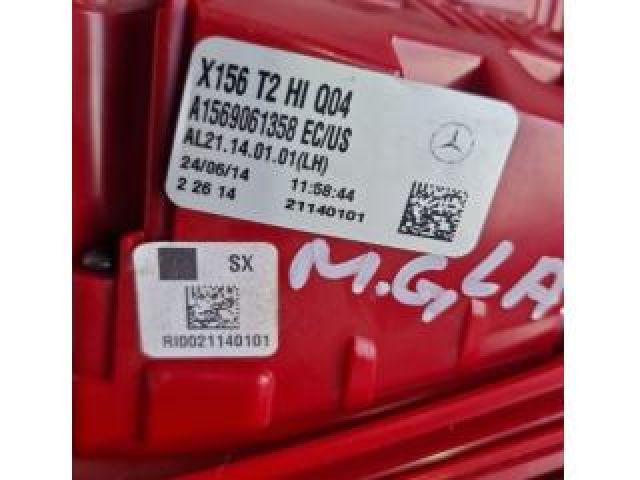 X156 T2 HI Q04
A1569061358 EC/US
AL21.14.01.01(LH)
24/06/14 11:58:44
2 26 14 21140101
SX
RI0021140101
M.GLA